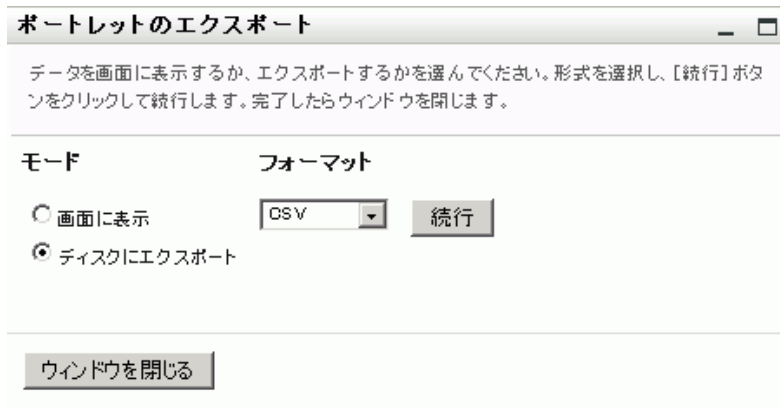 ポートレットのエクスポート
データを画面に表示するか、エクスポートするかを選んでください。形式を選択し、[続行]ボタ
ンをクリックして続行します。完了したらウィンドウを閉じます。
モード フォーマット
画面に表示 CSV 続行
ディスクにエクスポート
ウィンドウを閉じる